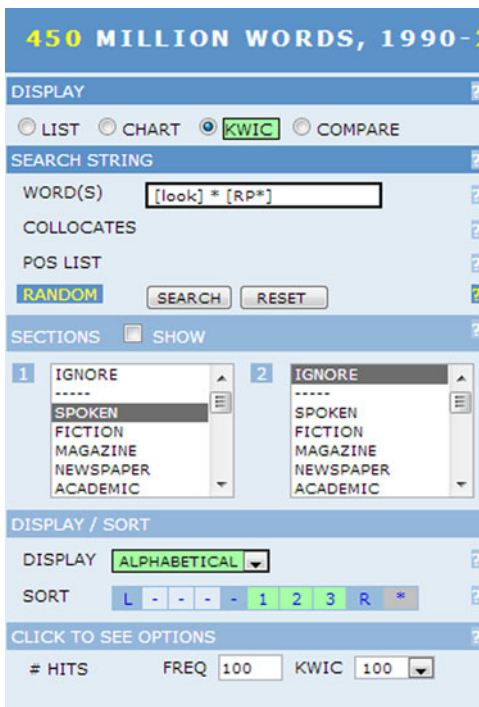 450 MILLION WORDS, 1990-
DISPLAY ?
LIST CHART KWIC COMPARE
SEARCH STRING ?
WORD(S) [look] * [RP*] ?
COLLOCATES ?
POS LIST ?
RANDOM SEARCH RESET ?
SECTIONS SHOW ?
1 IGNORE 2 IGNORE
----- -----
SPOKEN SPOKEN
FICTION FICTION
MAGAZINE MAGAZINE
NEWSPAPER NEWSPAPER
ACADEMIC ACADEMIC
DISPLAY / SORT
DISPLAY ALPHABETICAL ?
SORT L - - - - 1 2 3 R * ?
CLICK TO SEE OPTIONS ?
# HITS FREQ 100 KWIC 100